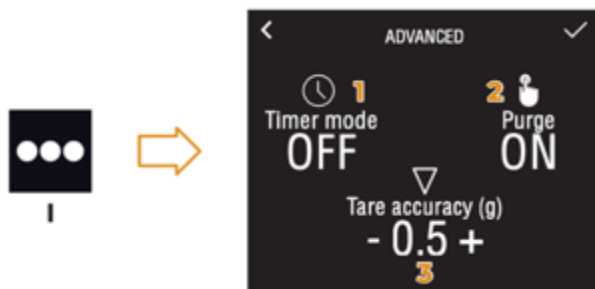 ADVANCED
1
Timer mode
OFF
2
Purge
ON
Tare accuracy (g)
- 0.5 +
3
I